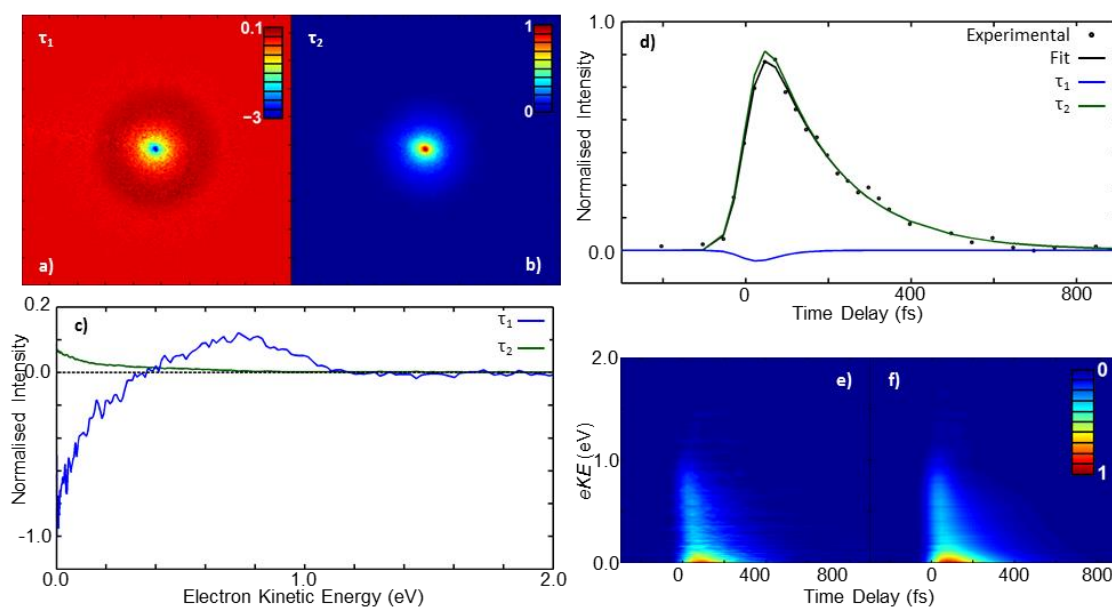 τ₁
0.1
−3
a)
τ₂
1
0
b)
c)
0.2
0.0
-1.0
τ₁
τ₂
Normalised Intensity
0.0
1.0
2.0
Electron Kinetic Energy (eV)
d)
1.0
0.0
Normalised Intensity
Experimental
Fit
τ₁
τ₂
0
400
800
Time Delay (fs)
e)
f)
0
1
2.0
1.0
0.0
eKE (eV)
0
400
800
0
400
800
Time Delay (fs)